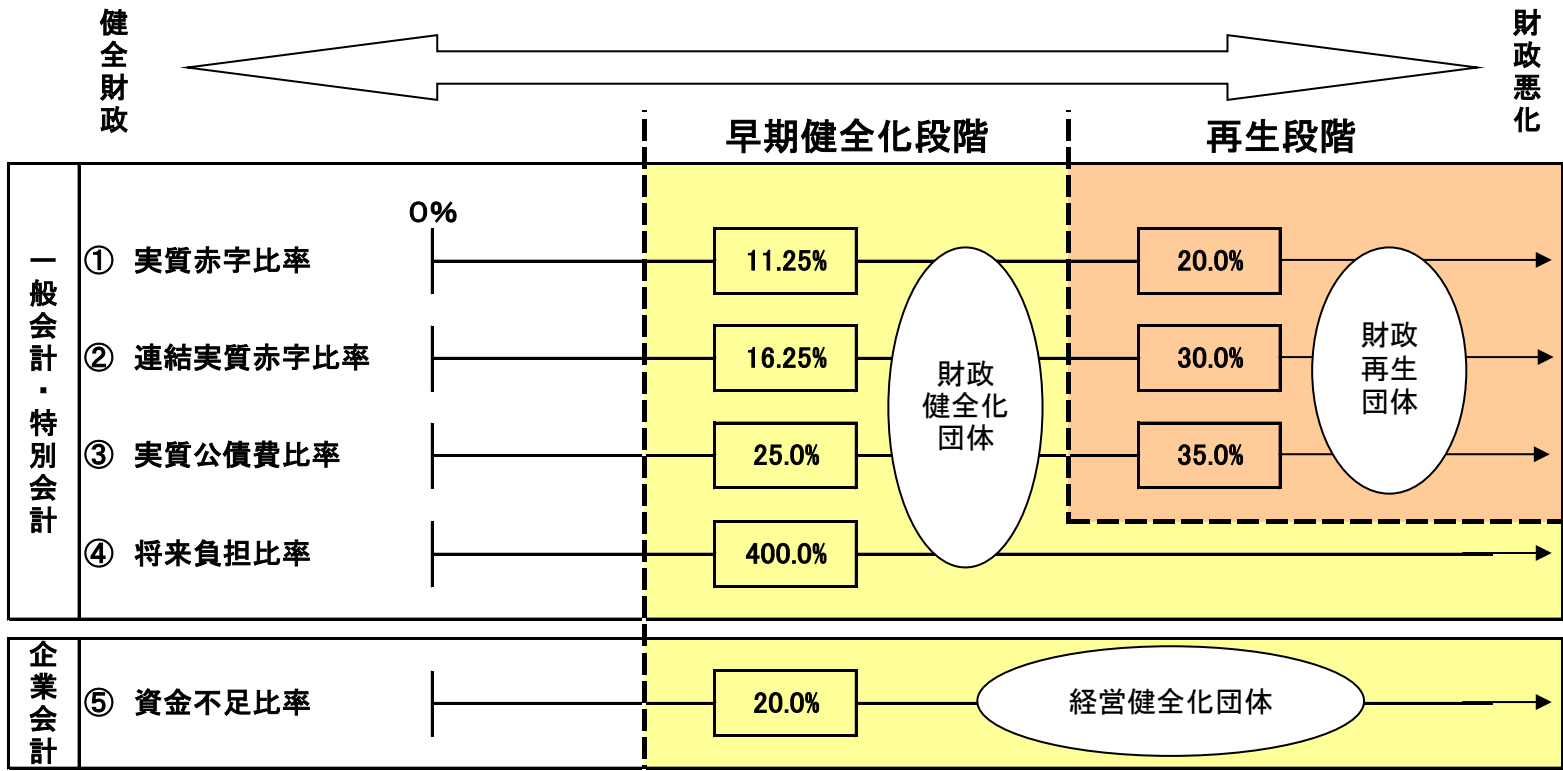 健全財政
財政悪化
早期健全化段階
再生段階
一般会計・特別会計
0%
① 実質赤字比率
11.25%
20.0%
② 連結実質赤字比率
16.25%
30.0%
③ 実質公債費比率
25.0%
35.0%
④ 将来負担比率
400.0%
財政
健全化
団体
財政
再生
団体
企業会計
⑤ 資金不足比率
20.0%
経営健全化団体